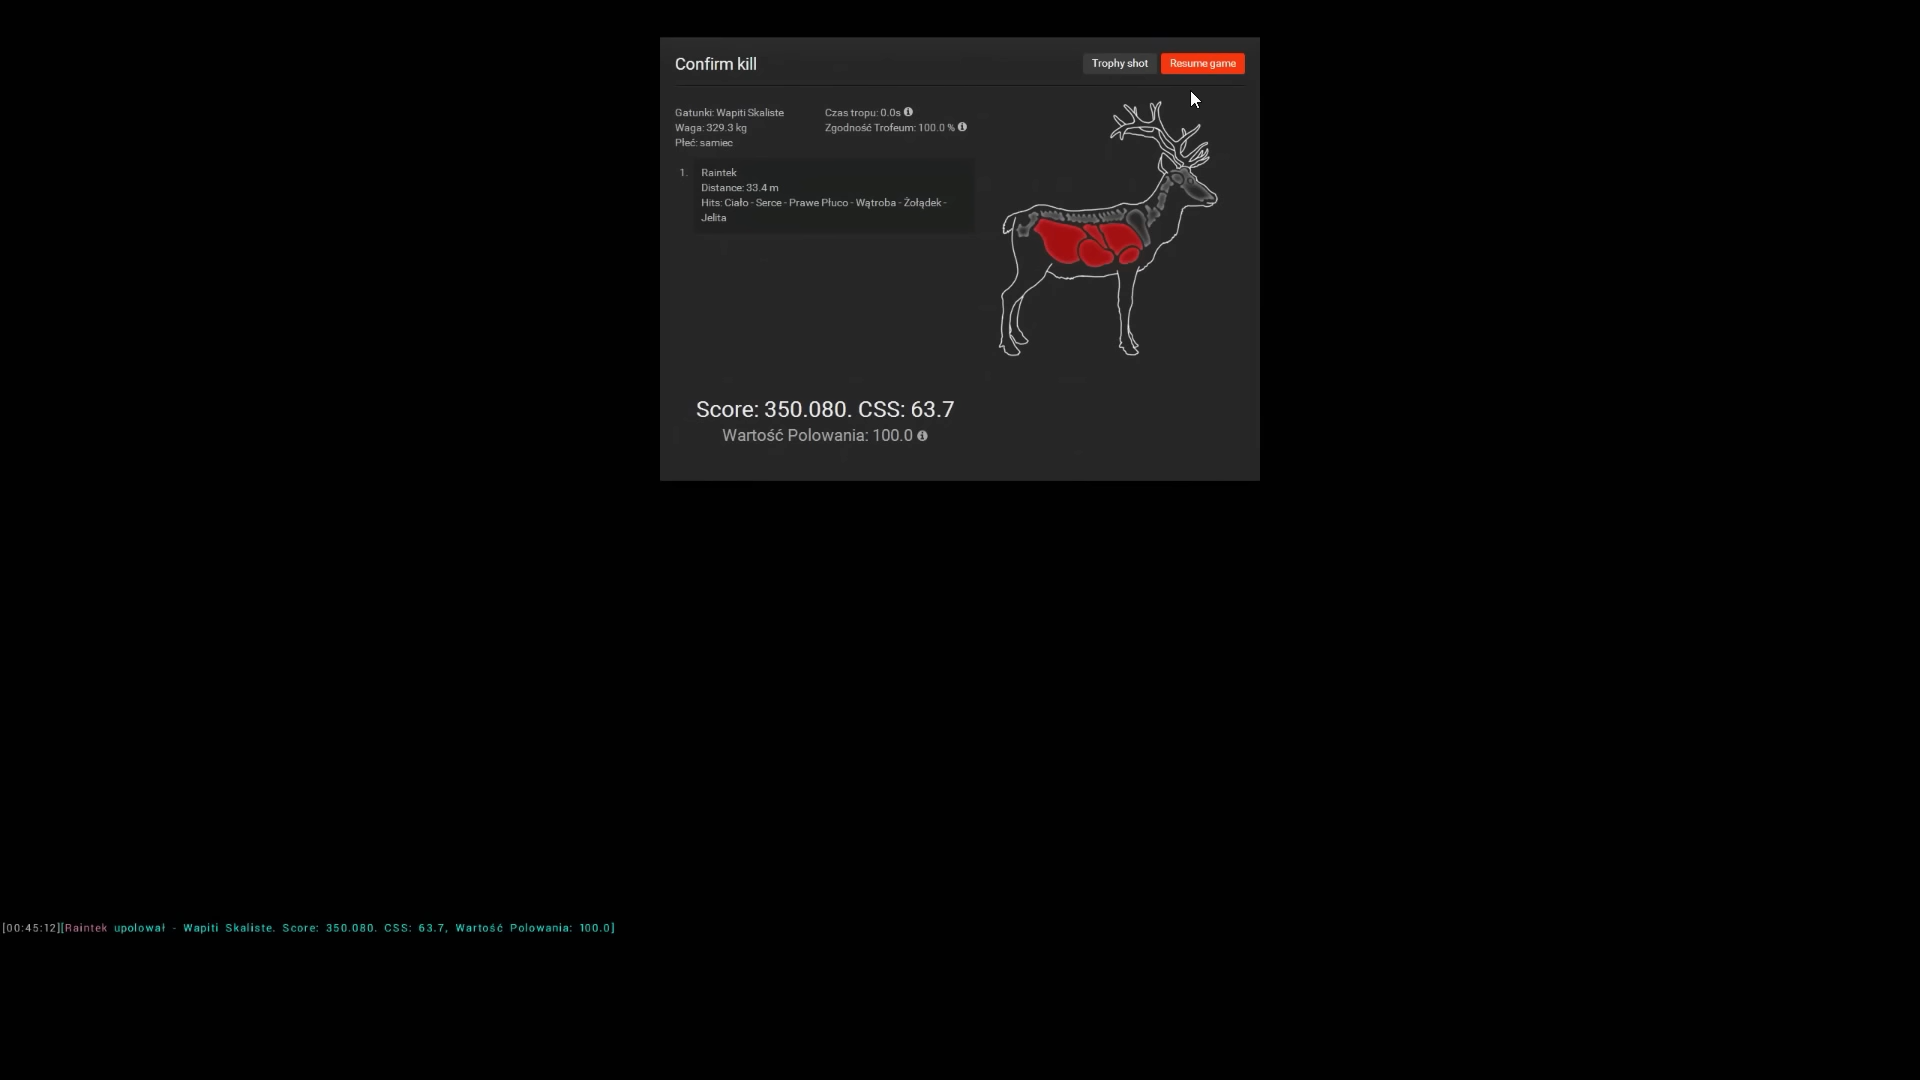 Confirm kill
Trophy shot
Resume game
Gatunki: Wapiti Skaliste
Waga: 329.3 kg
Płeć: samiec
Czas tropu: 0.0s
Zgodność Trofeum: 100.0 %
1.
Raintek
Distance: 33.4 m
Hits: Ciało - Serce - Prawe Płuco - Wątroba - Żołądek -
Jelita
Score: 350.080. CSS: 63.7
Wartość Polowania: 100.0
[00:45:12][Raintek upolował - Wapiti Skaliste. Score: 350.080. CSS: 63.7, Wartość Polowania: 100.0]